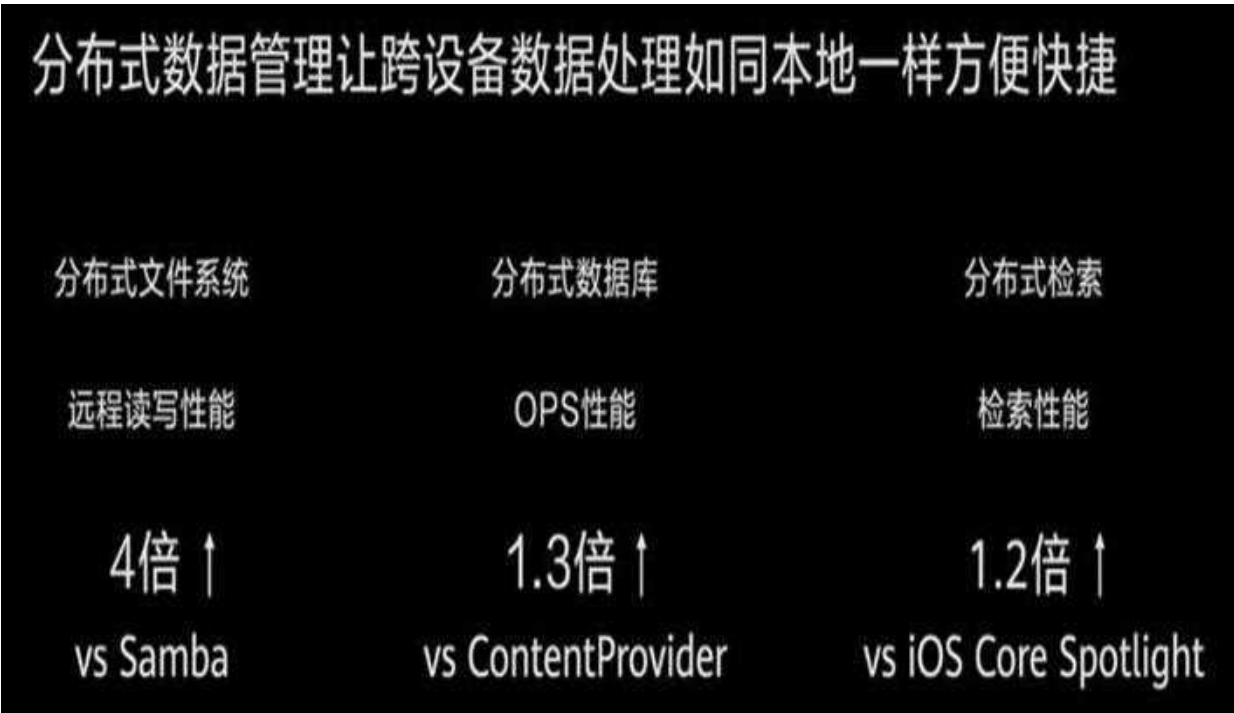 分布式数据管理让跨设备数据处理如同本地一样方便快捷
分布式文件系统
远程读写性能
4倍↑
vs Samba
分布式数据库
OPS性能
1.3倍↑
vs ContentProvider
分布式检索
检索性能
1.2倍↑
vs iOS Core Spotlight